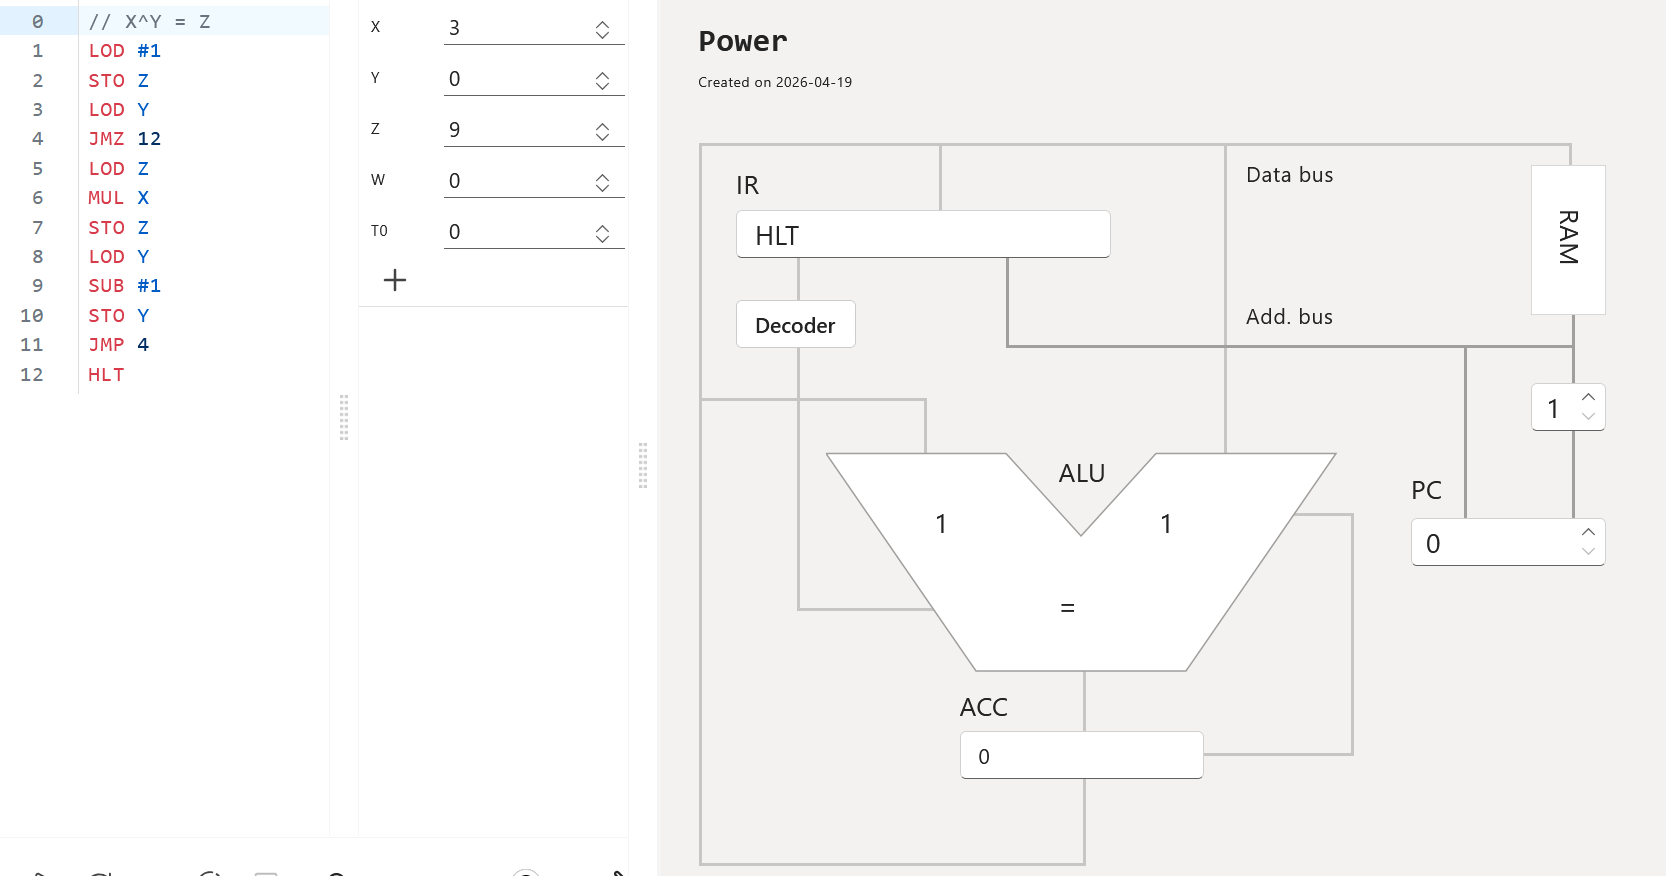 0 // X^Y = Z
1 LOD #1
2 STO Z
3 LOD Y
4 JMZ 12
5 LOD Z
6 MUL X
7 STO Z
8 LOD Y
9 SUB #1
10 STO Y
11 JMP 4
12 HLT
X 3
Y 0
Z 9
W 0
T0 0
Power
Created on 2026-04-19
IR
HLT
Decoder
Data bus
Add. bus
RAM
1
PC
0
ALU
1 1
=
ACC
0